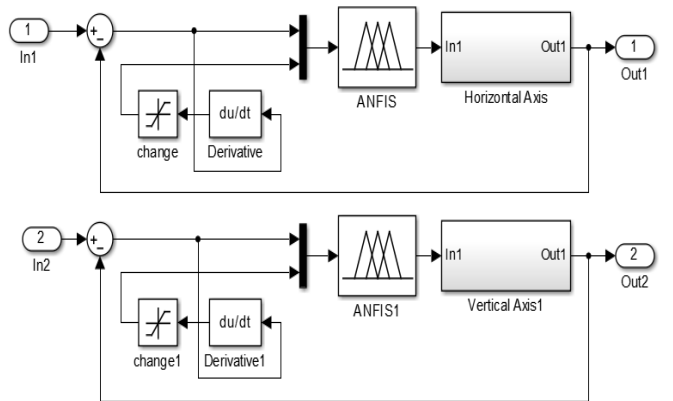 1
In1
+
−
du/dt
change
Derivative
ANFIS
In1
Out1
Horizontal Axis
1
Out1
2
In2
+
−
du/dt
change1
Derivative1
ANFIS1
In1
Out1
Vertical Axis1
2
Out2